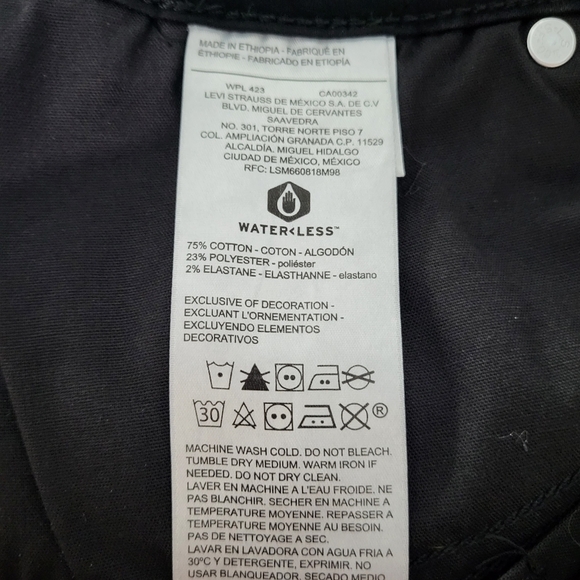 MADE IN ETHIOPIA - FABRIQUÉ EN
ÉTHIOPIE - FABRICADO EN ETIOPÍA
WPL 423 CA00342
LEVI STRAUSS DE MÉXICO S.A. DE C.V
BLVD. MIGUEL DE CERVANTES
SAAVEDRA
NO. 301, TORRE NORTE PISO 7
COL. AMPLIACIÓN GRANADA C.P. 11529
ALCALDÍA. MIGUEL HIDALGO
CIUDAD DE MÉXICO, MÉXICO
RFC: LSM660818M98
WATER<LESS™
75% COTTON - COTON - ALGODÓN
23% POLYESTER - poliéster
2% ELASTANE - ELASTHANNE - elastano
EXCLUSIVE OF DECORATION -
EXCLUANT L'ORNEMENTATION -
EXCLUYENDO ELEMENTOS
DECORATIVOS
30 ®
MACHINE WASH COLD. DO NOT BLEACH.
TUMBLE DRY MEDIUM. WARM IRON IF
NEEDED. DO NOT DRY CLEAN.
LAVER EN MACHINE A L'EAU FROIDE. NE
PAS BLANCHIR. SECHER EN MACHINE A
TEMPERATURE MOYENNE. REPASSER A
TEMPERATURE MOYENNE AU BESOIN.
PAS DE NETTOYAGE A SEC.
LAVAR EN LAVADORA CON AGUA FRIA A
30ºC Y DETERGENTE, EXPRIMIR. NO
USAR BLANQUEADOR. SECADO MEDIO